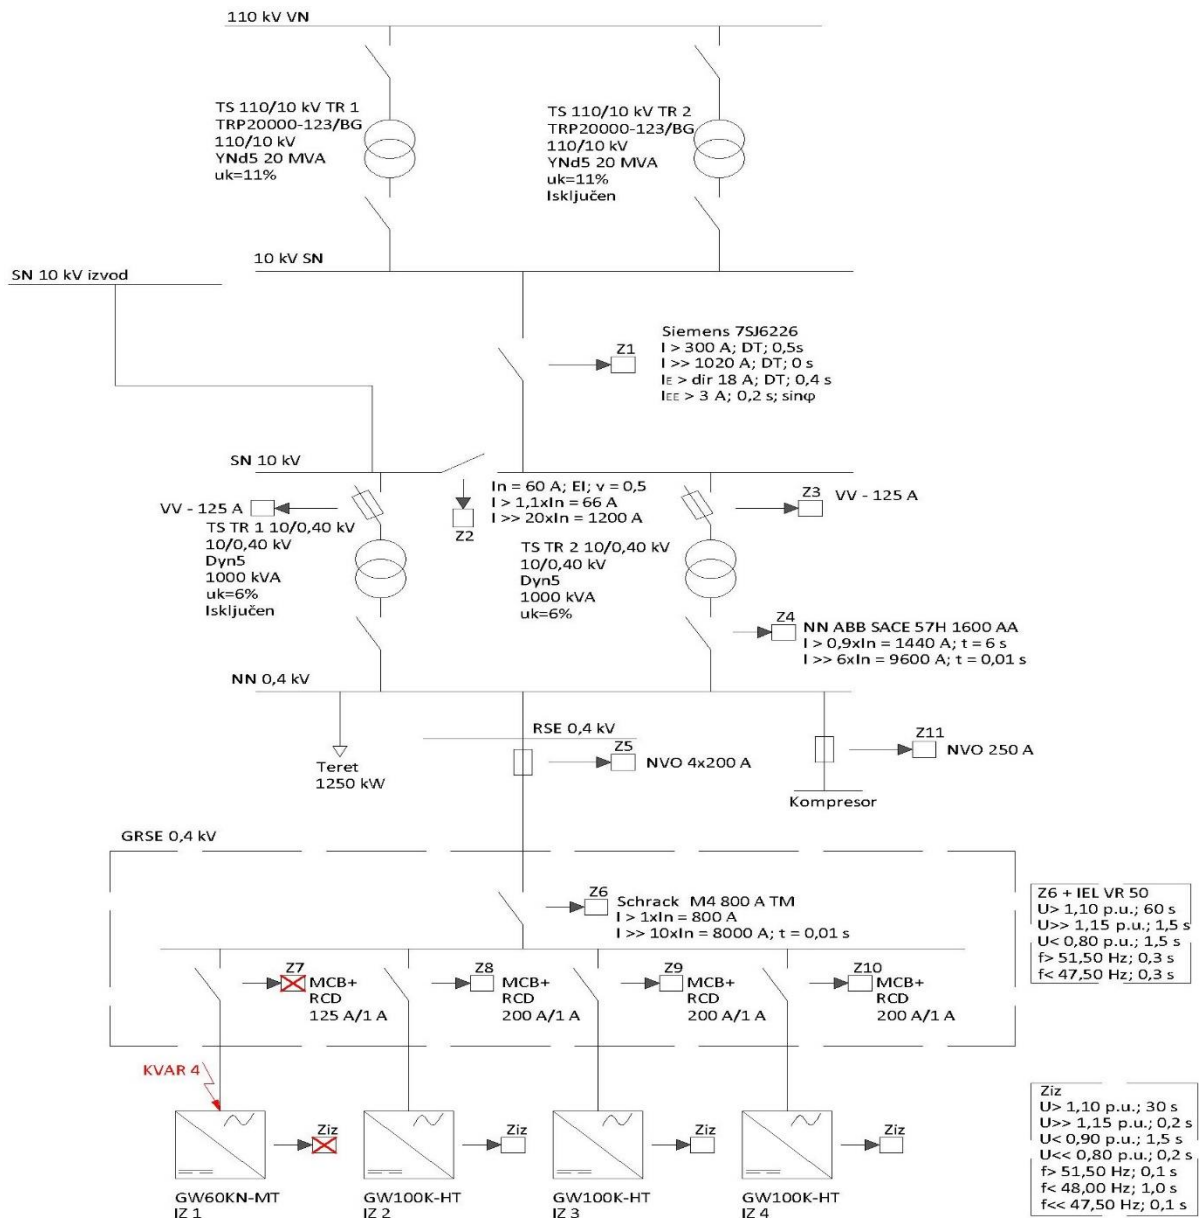 110 kV VN
TS 110/10 kV TR 1
TRP20000-123/BG
110/10 kV
YNd5 20 MVA
uk=11%
TS 110/10 kV TR 2
TRP20000-123/BG
110/10 kV
YNd5 20 MVA
uk=11%
Isključen
10 kV SN
SN 10 kV izvod
Z1
Siemens 7SJ6226
I > 300 A; DT; 0,5s
I >> 1020 A; DT; 0 s
IE > dir 18 A; DT; 0,4 s
IEE > 3 A; 0,2 s; sinφ
SN 10 kV
VV - 125 A
TS TR 1 10/0,40 kV
10/0,40 kV
Dyn5
1000 kVA
uk=6%
Isključen
Z2
In = 60 A; EI; v = 0,5
I > 1,1xIn = 66 A
I >> 20xIn = 1200 A
TS TR 2 10/0,40 kV
10/0,40 kV
Dyn5
1000 kVA
uk=6%
Z3
VV - 125 A
Z4
NN ABB SACE 57H 1600 AA
I > 0,9xIn = 1440 A; t = 6 s
I >> 6xIn = 9600 A; t = 0,01 s
NN 0,4 kV
Teret
1250 kW
RSE 0,4 kV
Z5
NVO 4x200 A
Z11
NVO 250 A
Kompresor
GRSE 0,4 kV
Z6
Schrack M4 800 A TM
I > 1xIn = 800 A
I >> 10xIn = 8000 A; t = 0,01 s
Z6 + IEL VR 50
U> 1,10 p.u.; 60 s
U>> 1,15 p.u.; 1,5 s
U< 0,80 p.u.; 1,5 s
f> 51,50 Hz; 0,3 s
f< 47,50 Hz; 0,3 s
Z7
MCB+
RCD
125 A/1 A
Z8
MCB+
RCD
200 A/1 A
Z9
MCB+
RCD
200 A/1 A
Z10
MCB+
RCD
200 A/1 A
KVAR 4
Ziz
Ziz
Ziz
Ziz
GW60KN-MT
IZ 1
GW100K-HT
IZ 2
GW100K-HT
IZ 3
GW100K-HT
IZ 4
Ziz
U> 1,10 p.u.; 30 s
U>> 1,15 p.u.; 0,2 s
U< 0,90 p.u.; 1,5 s
U<< 0,80 p.u.; 0,2 s
f> 51,50 Hz; 0,1 s
f< 48,00 Hz; 1,0 s
f<< 47,50 Hz; 0,1 s